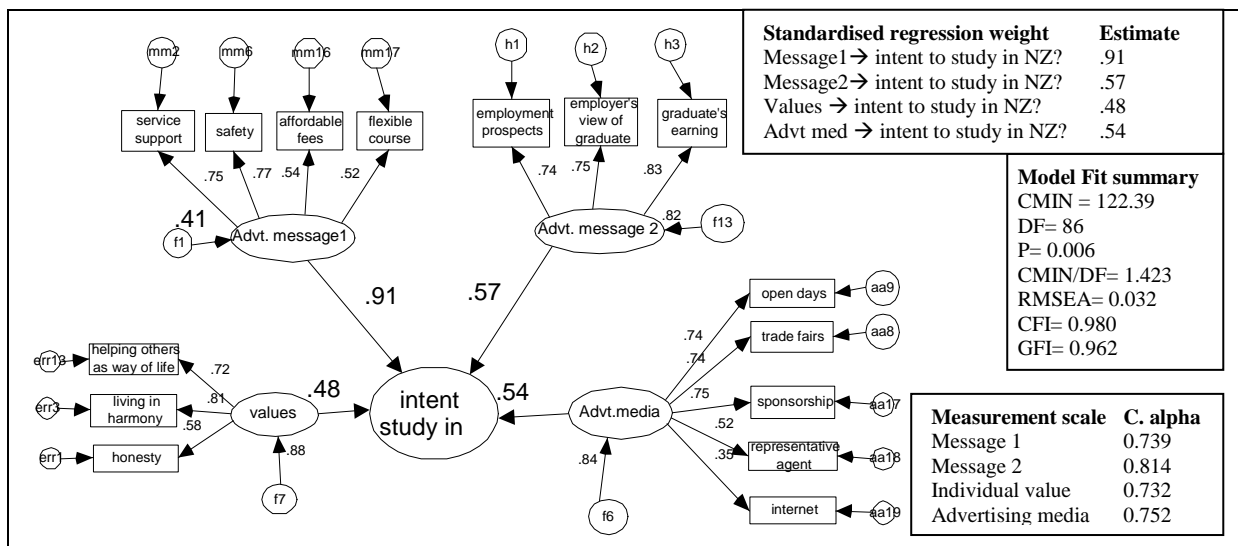 mm2
mm6
mm16
mm17
service
support
safety
affordable
fees
flexible
course
.75
.77
.54
.52
.41
f1
Advt. message1
h1
h2
h3
employment
prospects
employer's
view of
graduate
graduate's
earning
.74
.75
.83
.82
Advt. message 2
f13
.91
.57
err13
helping others
as way of life
.72
err3
living in
harmony
.81
err1
honesty
.58
values
.48
.88
f7
intent
study in
.54
Advt.media
.84
f6
open days
aa9
.74
trade fairs
aa8
.74
sponsorship
aa17
.75
representative
agent
aa18
.52
internet
aa19
.35
Standardised regression weight Estimate
Message1→ intent to study in NZ? .91
Message2→ intent to study in NZ? .57
Values → intent to study in NZ? .48
Advt med → intent to study in NZ? .54
Model Fit summary
CMIN = 122.39
DF= 86
P= 0.006
CMIN/DF= 1.423
RMSEA= 0.032
CFI= 0.980
GFI= 0.962
Measurement scale C. alpha
Message 1 0.739
Message 2 0.814
Individual value 0.732
Advertising media 0.752